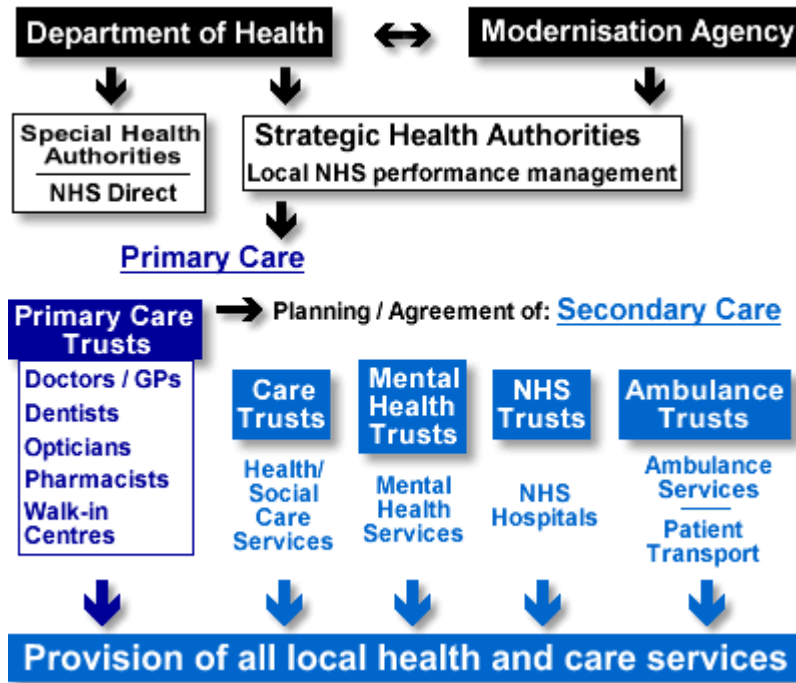 Department of Health
Modernisation Agency
Special Health
Authorities
NHS Direct
Strategic Health Authorities
Local NHS performance management
Primary Care
Primary Care
Trusts
Planning / Agreement of: Secondary Care
Doctors / GPs
Dentists
Opticians
Pharmacists
Walk-in
Centres
Care
Trusts
Health/
Social
Care
Services
Mental
Health
Trusts
Mental
Health
Services
NHS
Trusts
NHS
Hospitals
Ambulance
Trusts
Ambulance
Services
Patient
Transport
Provision of all local health and care services